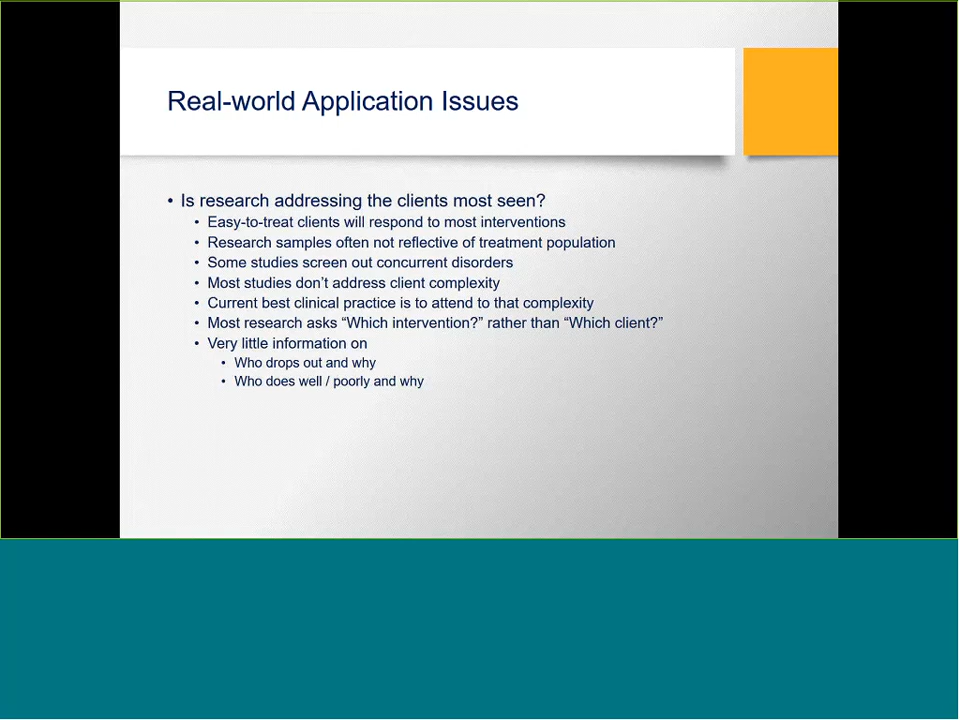 Real-world Application Issues
• Is research addressing the clients most seen?
• Easy-to-treat clients will respond to most interventions
• Research samples often not reflective of treatment population
• Some studies screen out concurrent disorders
• Most studies don’t address client complexity
• Current best clinical practice is to attend to that complexity
• Most research asks “Which intervention?” rather than “Which client?”
• Very little information on
• Who drops out and why
• Who does well / poorly and why